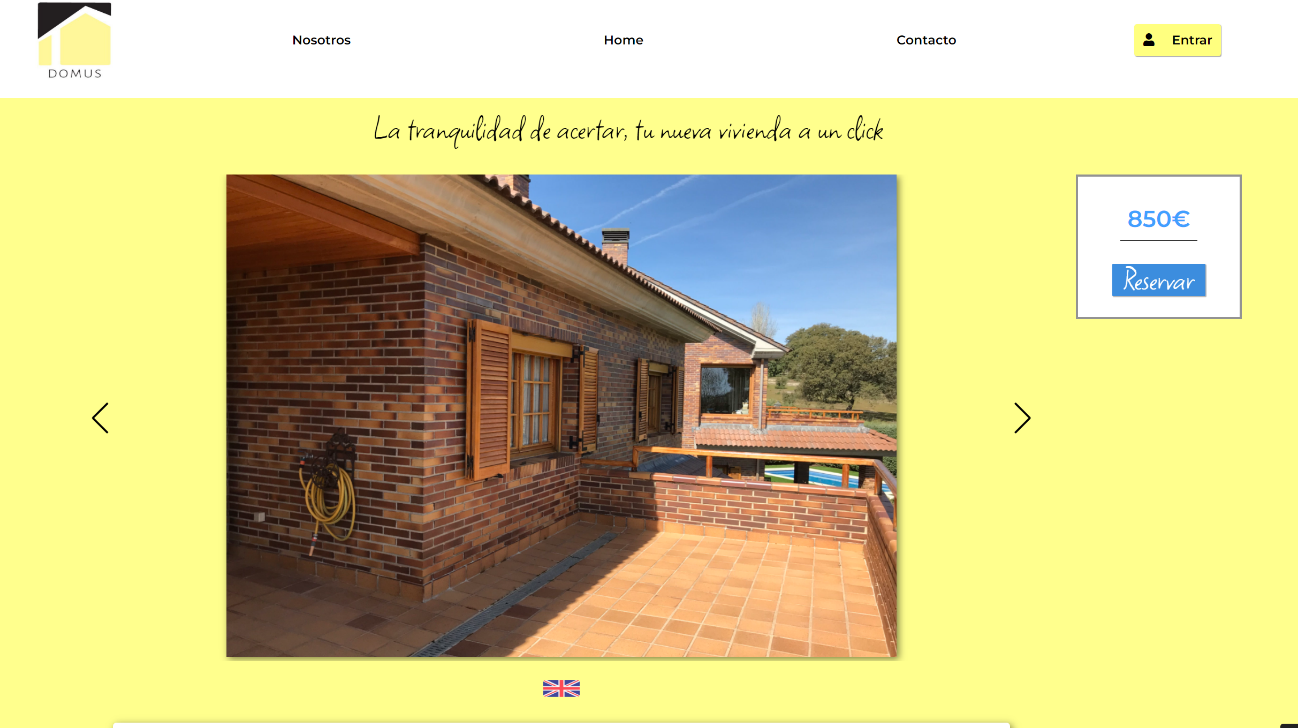 DOMUS
Nosotros
Home
Contacto
Entrar
La tranquilidad de acertar, tu nueva vivienda a un click
850€
Reservar